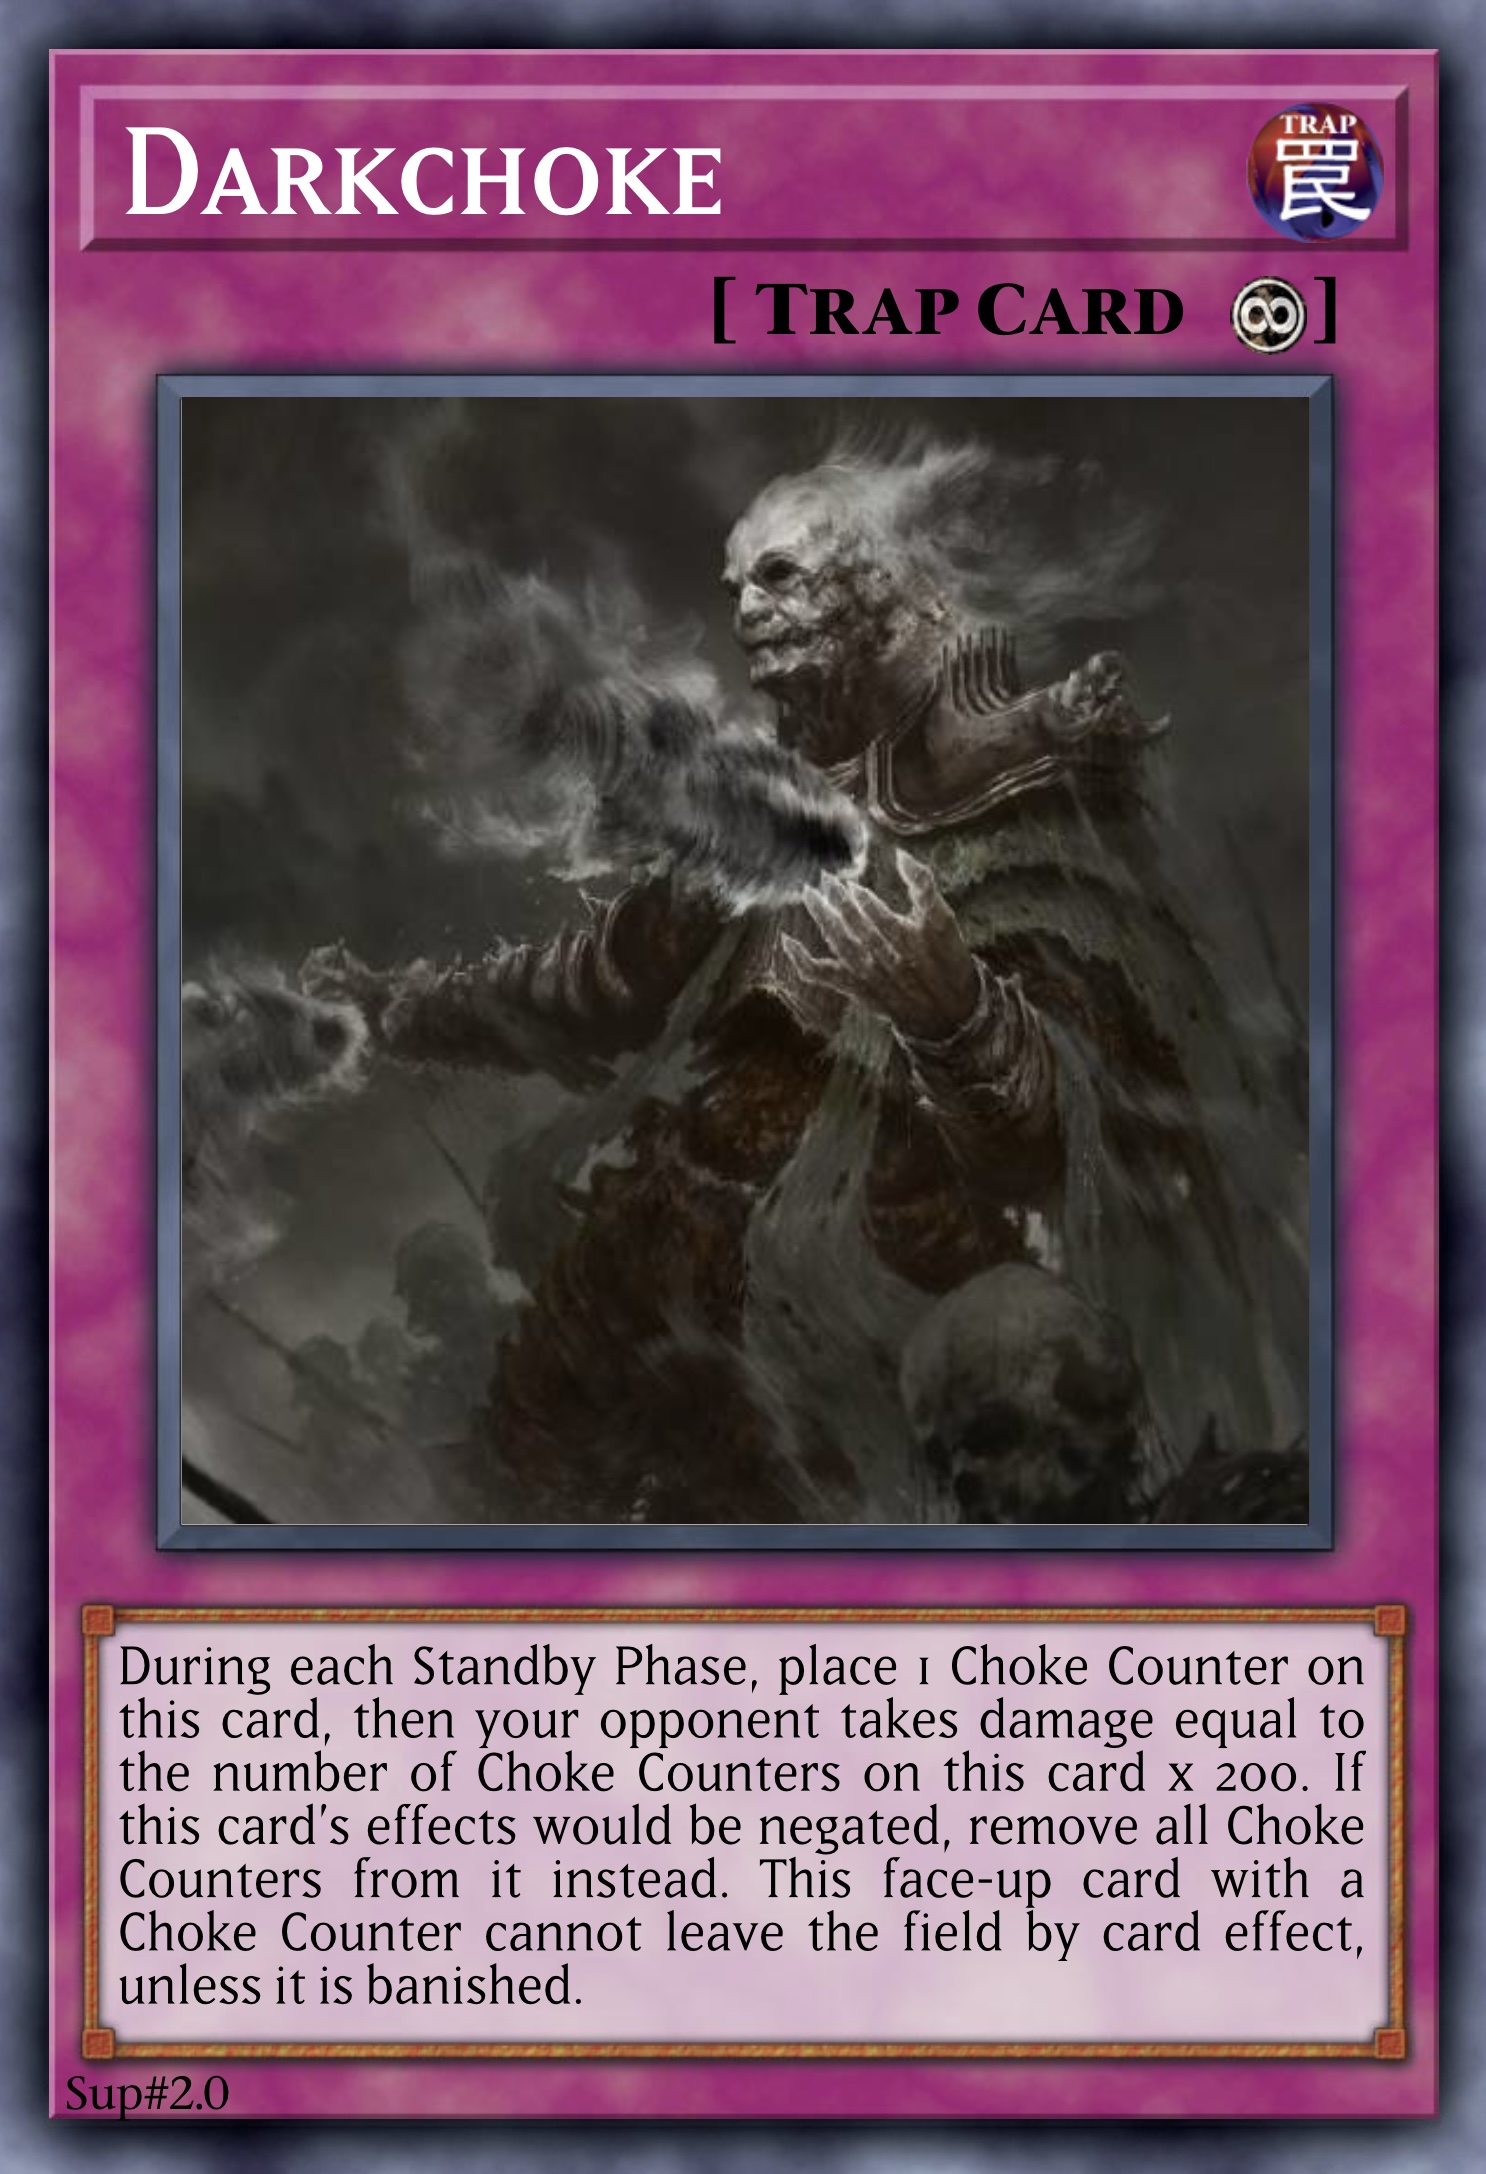 Darkchoke
TRAP
罠
[ Trap Card ]
During each Standby Phase, place 1 Choke Counter on
this card, then your opponent takes damage equal to
the number of Choke Counters on this card x 200. If
this card's effects would be negated, remove all Choke
Counters from it instead. This face-up card with a
Choke Counter cannot leave the field by card effect,
unless it is banished.
Sup#2.0